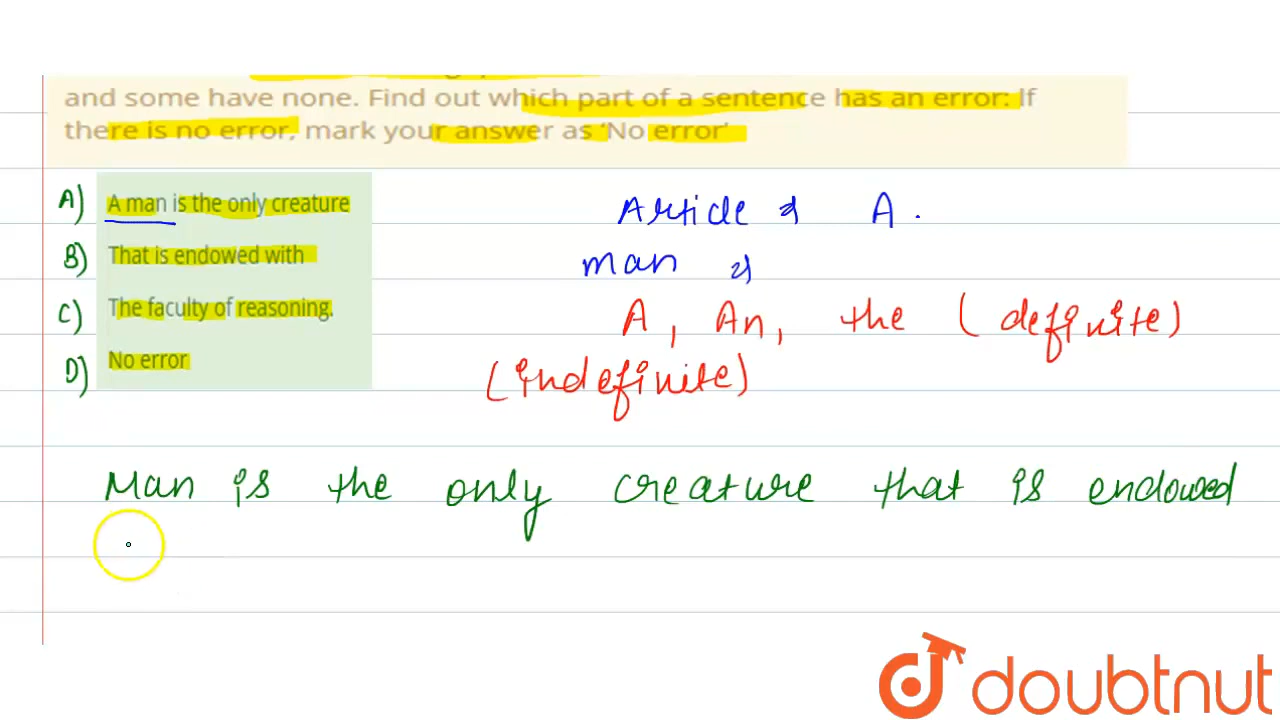 and some have none. Find out which part of a sentence has an error: If
there is no error, mark your answer as 'No error'
A) A man is the only creature
B) That is endowed with
C) The faculty of reasoning.
D) No error
Article A.
man
A, An, the (definite)
(indefinite)
Man is the only creature that is endowed
doubtnut